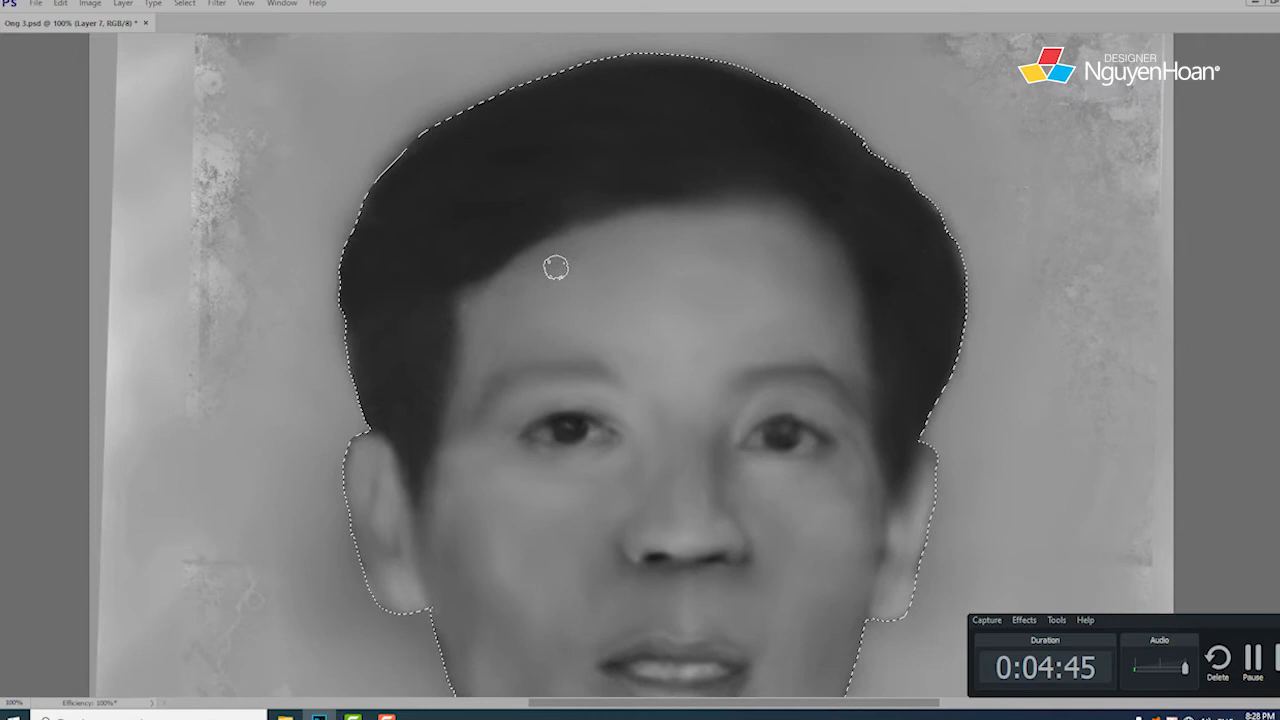 Ps File Edit Image Layer Type Select Filter View Window Help
Ong 3.psd @ 100% (Layer 7, RGB/8) * ×
DESIGNER
NguyenHoan®
Capture Effects Tools Help
Duration Audio
0:04:45
Delete Pause
100% Efficiency: 100%*
8:28 PM